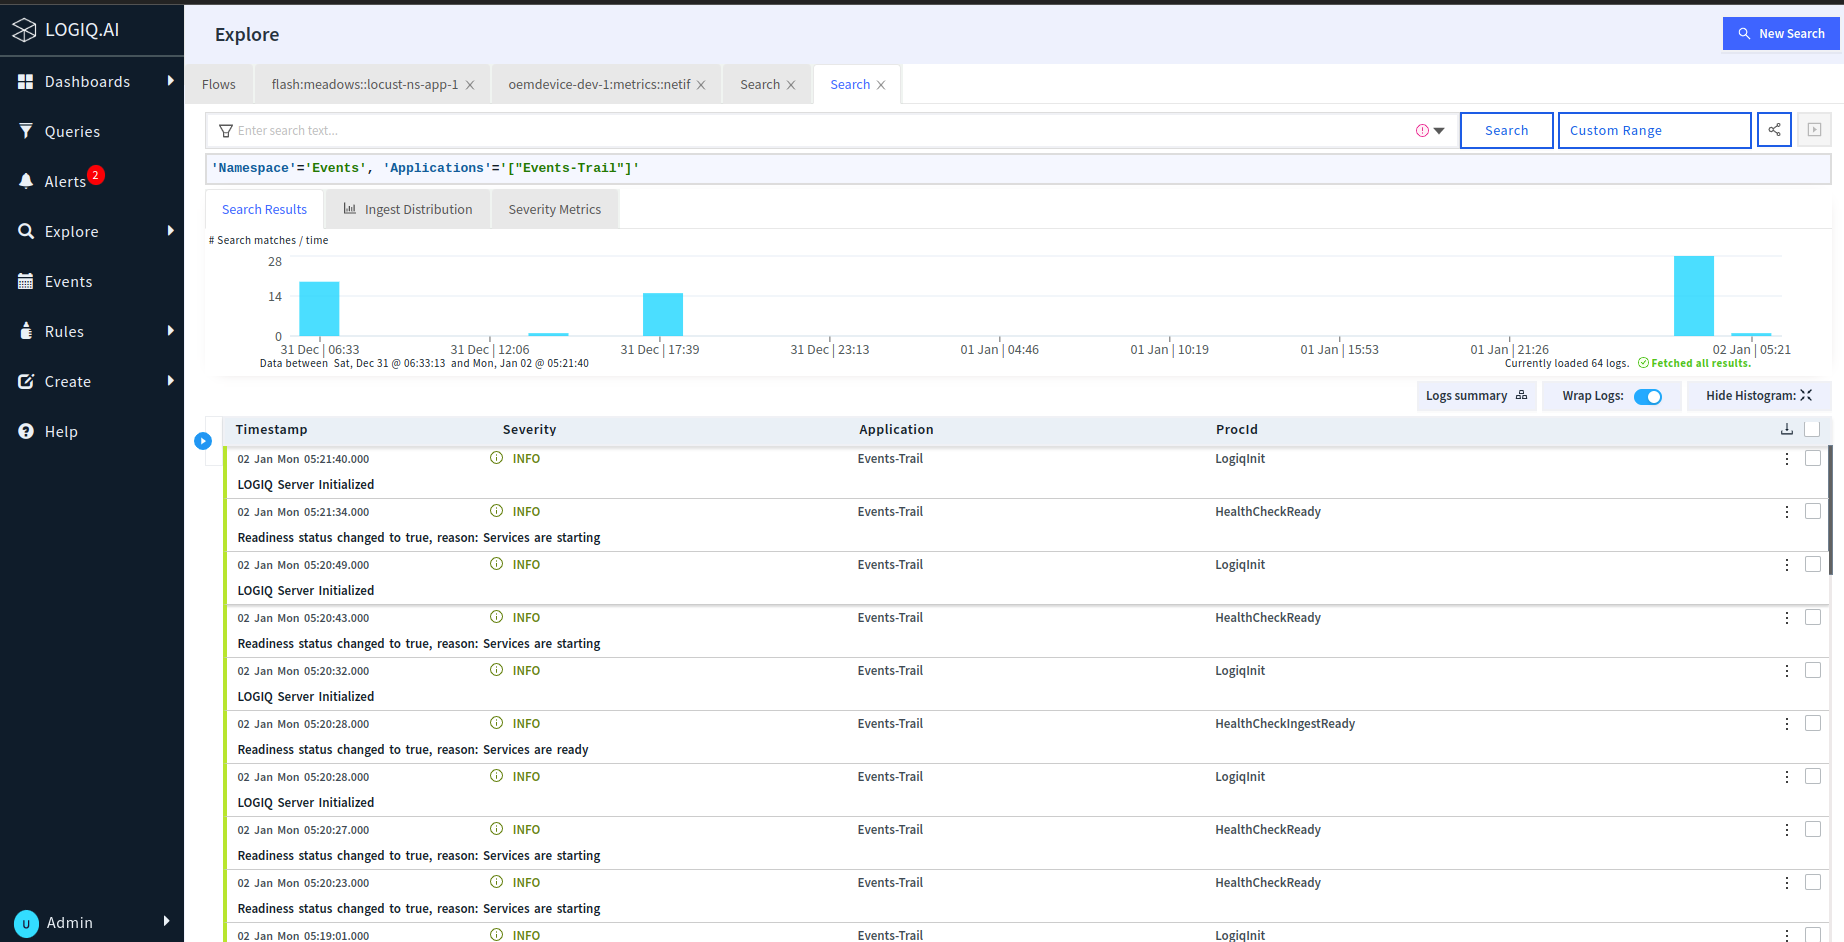 LOGIQ.AI
Dashboards
Queries
Alerts 2
Explore
Events
Rules
Create
Help
U Admin
Explore
New Search
Flows flash:meadows::locust-ns-app-1 oemdevice-dev-1:metrics::netif Search Search
Enter search text...
Search
Custom Range
'Namespace'='Events', 'Applications'='["Events-Trail"]'
Search Results Ingest Distribution Severity Metrics
# Search matches / time
28
14
0
31 Dec | 06:33 31 Dec | 12:06 31 Dec | 17:39 31 Dec | 23:13 01 Jan | 04:46 01 Jan | 10:19 01 Jan | 15:53 01 Jan | 21:26 02 Jan | 05:21
Data between Sat, Dec 31 @ 06:33:13 and Mon, Jan 02 @ 05:21:40
Currently loaded 64 logs. Fetched all results.
Logs summary Wrap Logs: Hide Histogram:
Timestamp Severity Application ProcId
02 Jan Mon 05:21:40.000 INFO Events-Trail LogiqInit
LOGIQ Server Initialized
02 Jan Mon 05:21:34.000 INFO Events-Trail HealthCheckReady
Readiness status changed to true, reason: Services are starting
02 Jan Mon 05:20:49.000 INFO Events-Trail LogiqInit
LOGIQ Server Initialized
02 Jan Mon 05:20:43.000 INFO Events-Trail HealthCheckReady
Readiness status changed to true, reason: Services are starting
02 Jan Mon 05:20:32.000 INFO Events-Trail LogiqInit
LOGIQ Server Initialized
02 Jan Mon 05:20:28.000 INFO Events-Trail HealthCheckIngestReady
Readiness status changed to true, reason: Services are ready
02 Jan Mon 05:20:28.000 INFO Events-Trail LogiqInit
LOGIQ Server Initialized
02 Jan Mon 05:20:27.000 INFO Events-Trail HealthCheckReady
Readiness status changed to true, reason: Services are starting
02 Jan Mon 05:20:23.000 INFO Events-Trail HealthCheckReady
Readiness status changed to true, reason: Services are starting
02 Jan Mon 05:19:01.000 INFO Events-Trail LogiqInit